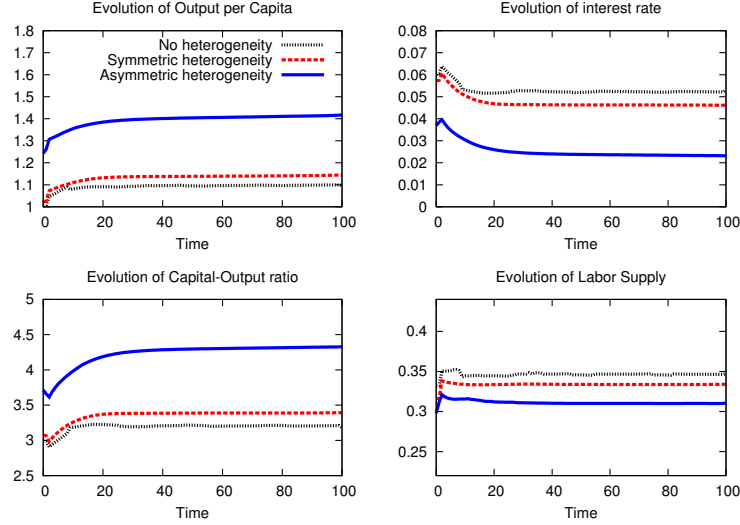 Evolution of Output per Capita
1.8
1.7
1.6
1.5
1.4
1.3
1.2
1.1
1
No heterogeneity
Symmetric heterogeneity
Asymmetric heterogeneity
0 20 40 60 80 100
Time
Evolution of interest rate
0.08
0.07
0.06
0.05
0.04
0.03
0.02
0.01
0
0 20 40 60 80 100
Time
Evolution of Capital-Output ratio
5
4.5
4
3.5
3
2.5
0 20 40 60 80 100
Time
Evolution of Labor Supply
0.4
0.35
0.3
0.25
0 20 40 60 80 100
Time